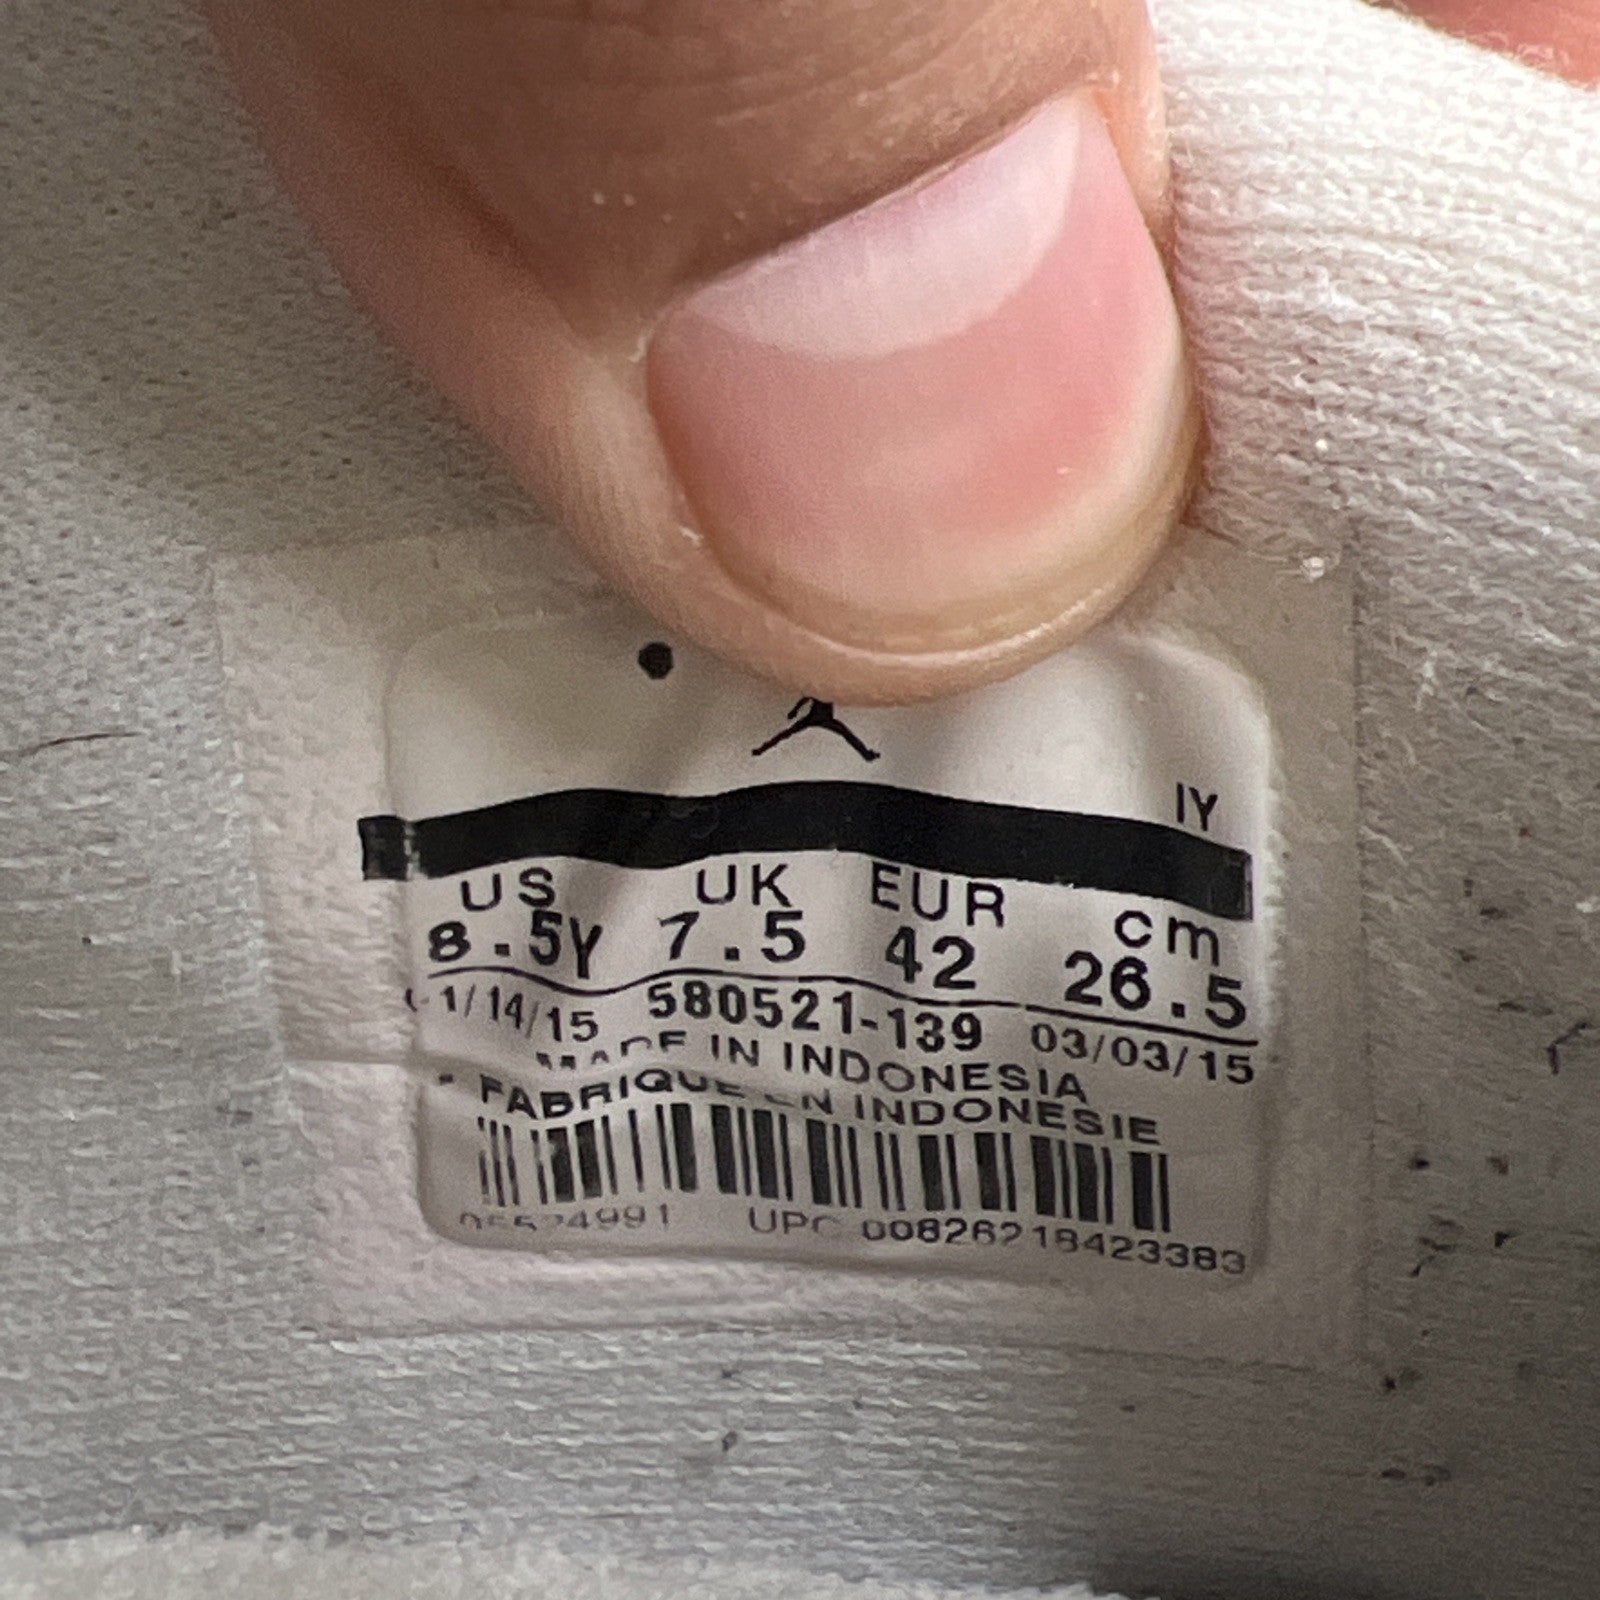 IY
US UK EUR cm
8.5Y 7.5 42 26.5
1/14/15 580521-139 03/03/15
MADE IN INDONESIA
FABRIQUE EN INDONESIE
UPC 00826218423383